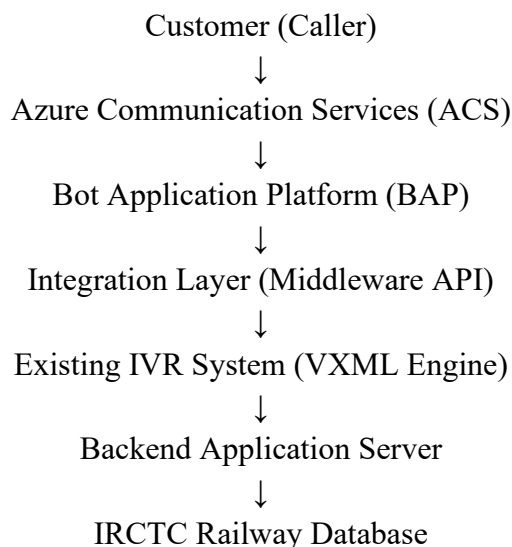 Customer (Caller)
↓
Azure Communication Services (ACS)
↓
Bot Application Platform (BAP)
↓
Integration Layer (Middleware API)
↓
Existing IVR System (VXML Engine)
↓
Backend Application Server
↓
IRCTC Railway Database